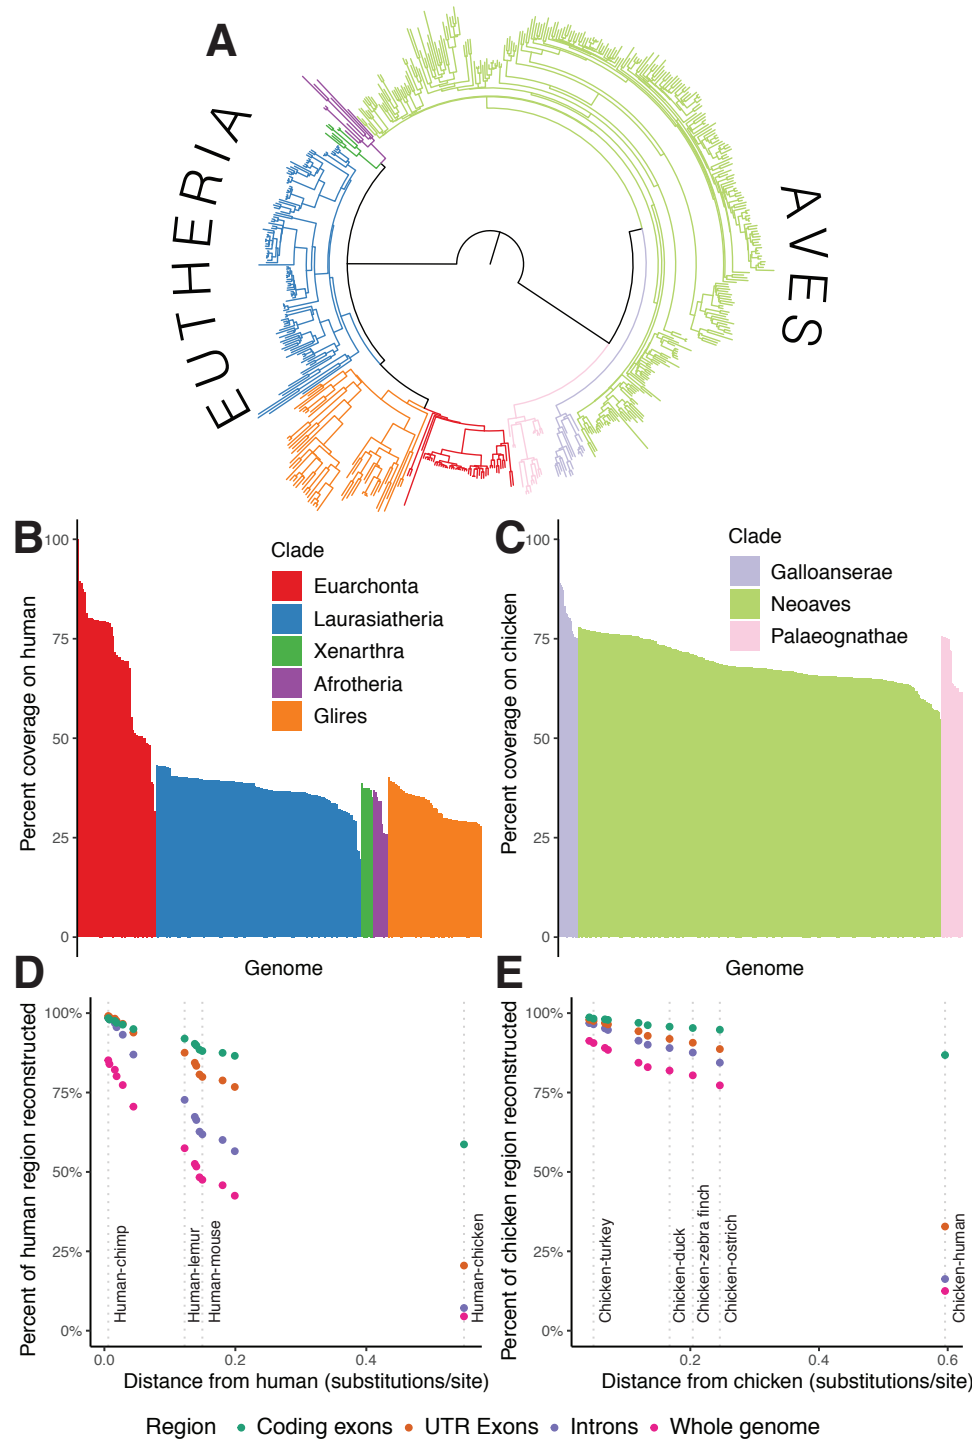 A
EUTHERIA
AVES
B
Percent coverage on human
100
75
50
25
0
Clade
Euarchonta
Laurasiatheria
Xenarthra
Afrotheria
Glires
Genome
C
Percent coverage on chicken
100
75
50
25
0
Clade
Galloanserae
Neoaves
Palaeognathae
Genome
D
Percent of human region reconstructed
100%
75%
50%
25%
0%
Human-chimp
Human-lemur
Human-mouse
Human-chicken
0.0 0.2 0.4
Distance from human (substitutions/site)
E
Percent of chicken region reconstructed
100%
75%
50%
25%
0%
Chicken-turkey
Chicken-duck
Chicken-zebra finch
Chicken-ostrich
Chicken-human
0.2 0.4 0.6
Distance from chicken (substitutions/site)
Region Coding exons UTR Exons Introns Whole genome